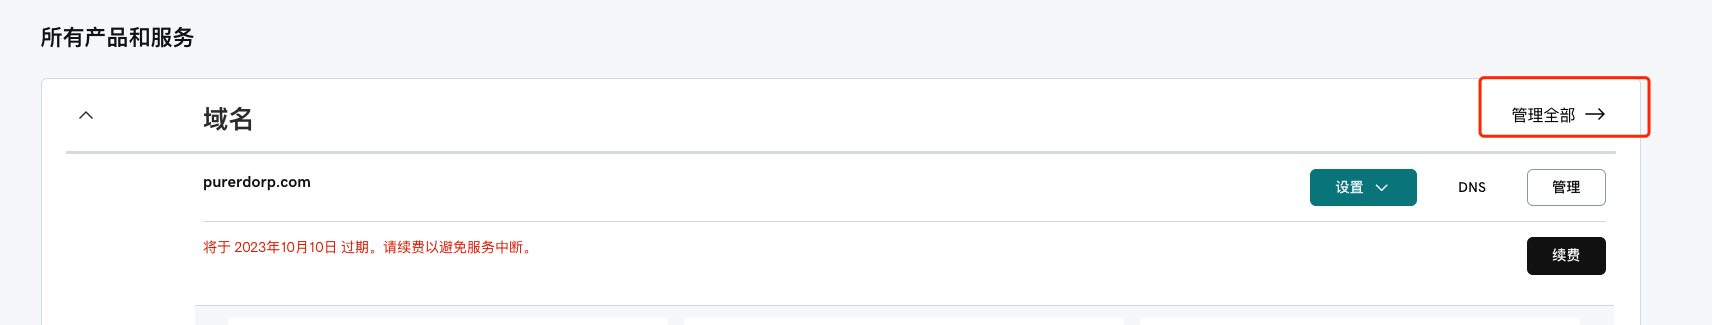 所有产品和服务
域名
管理全部
purerdorp.com
设置
DNS
管理
将于 2023年10月10日 过期。请续费以避免服务中断。
续费